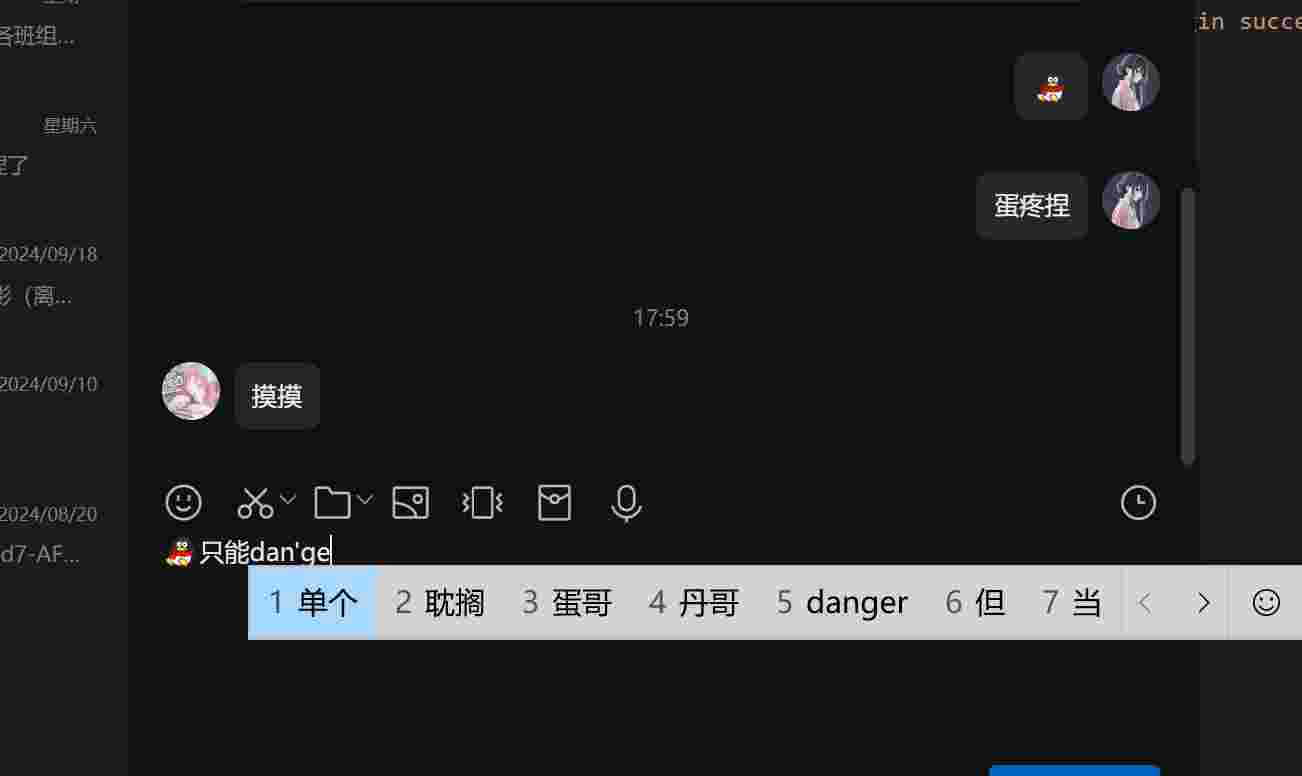 各班组...
星期六
捏了
2024/09/18
影（离...
2024/09/10
2024/08/20
d7-AF...
in succe
蛋疼捏
17:59
摸摸
只能dan'ge
1 单个 2 耽搁 3 蛋哥 4 丹哥 5 danger 6 但 7 当